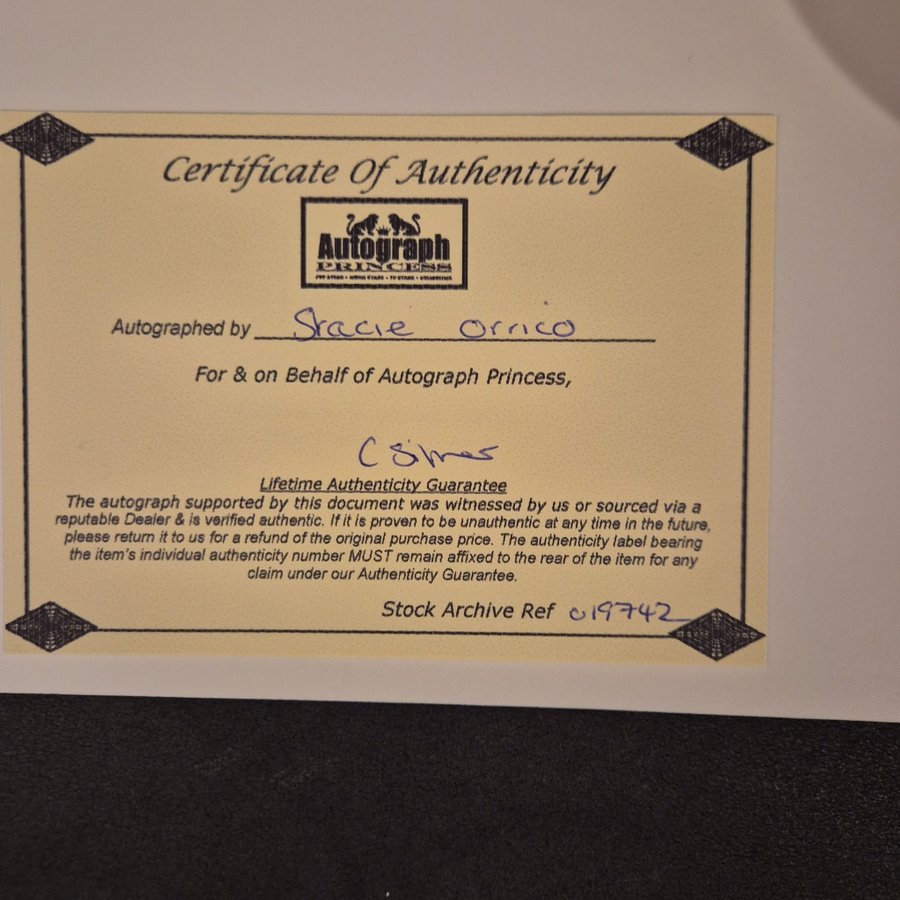 Certificate Of Authenticity
Autograph
PRINCESS
Autographed by Stacie Orrico
For & on Behalf of Autograph Princess,
Lifetime Authenticity Guarantee
The autograph supported by this document was witnessed by us or sourced via a
reputable Dealer & is verified authentic. If it is proven to be unauthentic at any time in the future,
please return it to us for a refund of the original purchase price. The authenticity label bearing
the item's individual authenticity number MUST remain affixed to the rear of the item for any
claim under our Authenticity Guarantee.
Stock Archive Ref 019742